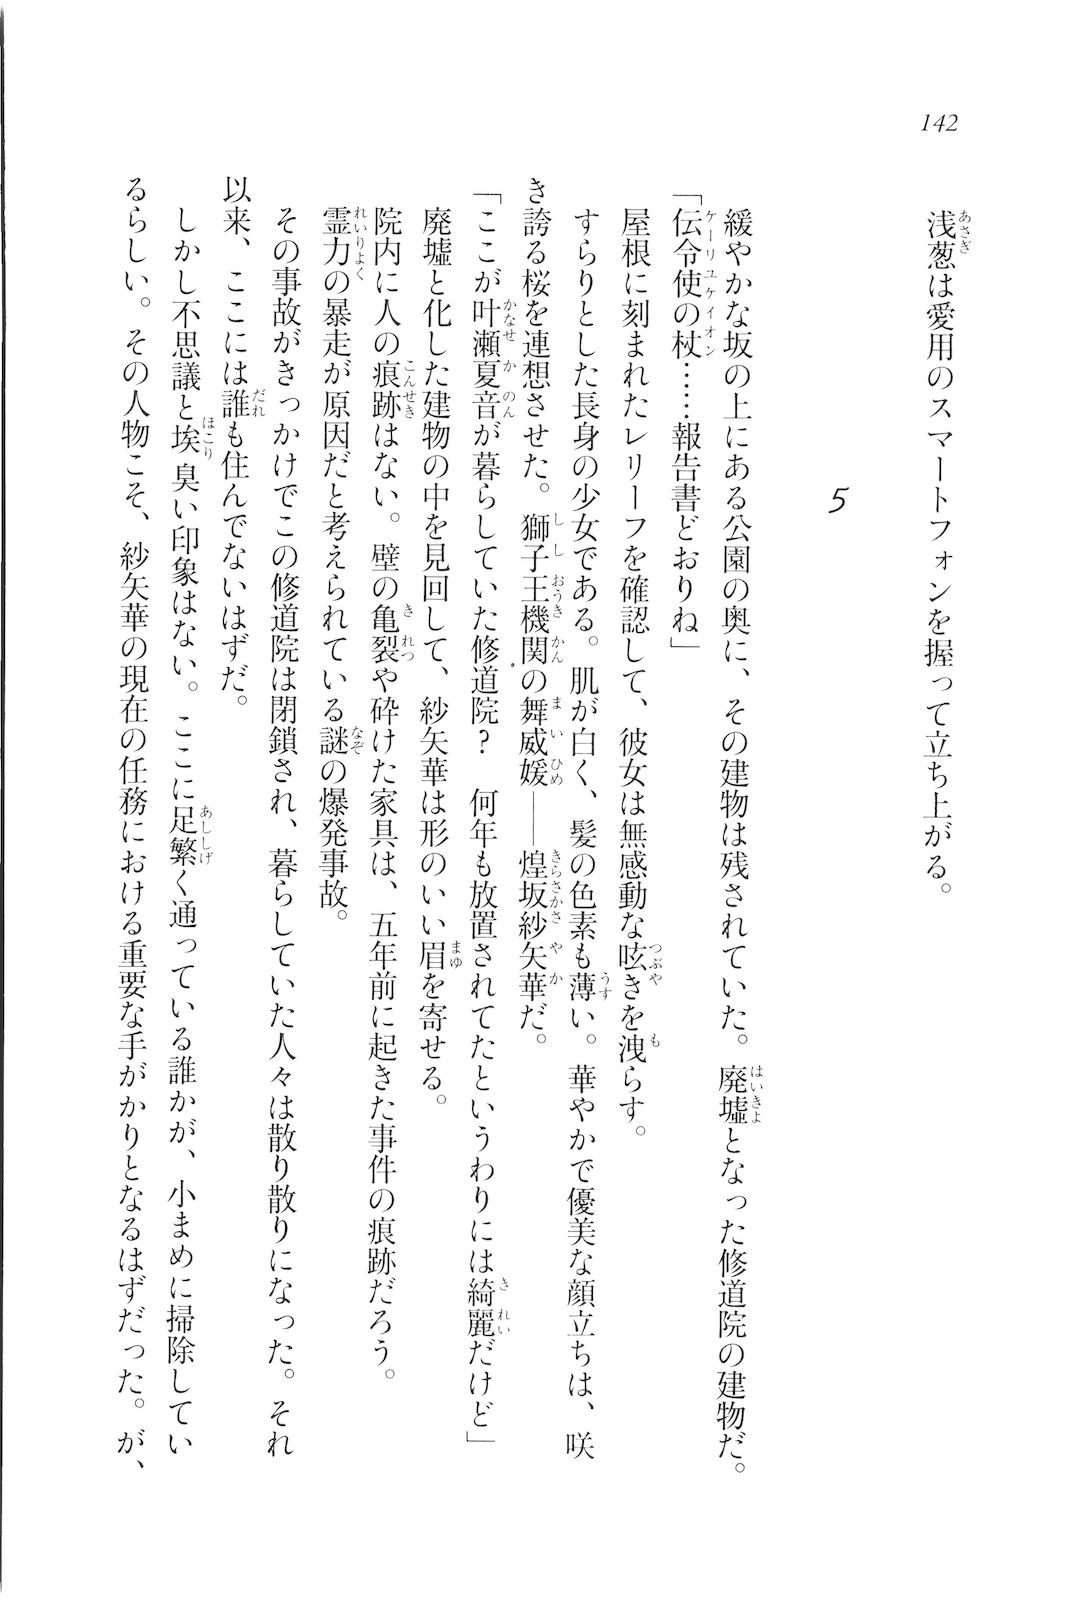 142
浅葱は愛用のスマートフォンを握って立ち上がる。
5
緩やかな坂の上にある公園の奥に、その建物は残されていた。廃墟となった修道院の建物だ。
「伝令使の杖……報告書どおりね」
屋根に刻まれたレリーフを確認して、彼女は無感動な呟きを洩らす。
すらりとした長身の少女である。肌が白く、髪の色素も薄い。華やかで優美な顔立ちは、咲
き誇る桜を連想させた。獅子王機関の舞威媛――煌坂紗矢華だ。
「ここが叶瀬夏音が暮らしていた修道院?　何年も放置されてたというわりには綺麗だけど」
廃墟と化した建物の中を見回して、紗矢華は形のいい眉を寄せる。
院内に人の痕跡はない。壁の亀裂や砕けた家具は、五年前に起きた事件の痕跡だろう。
霊力の暴走が原因だと考えられている謎の爆発事故。
その事故がきっかけでこの修道院は閉鎖され、暮らしていた人々は散り散りになった。それ
以来、ここには誰も住んでないはずだ。
しかし不思議と埃臭い印象はない。ここに足繁く通っている誰かが、小まめに掃除してい
るらしい。その人物こそ、紗矢華の現在の任務における重要な手がかりとなるはずだった。が、